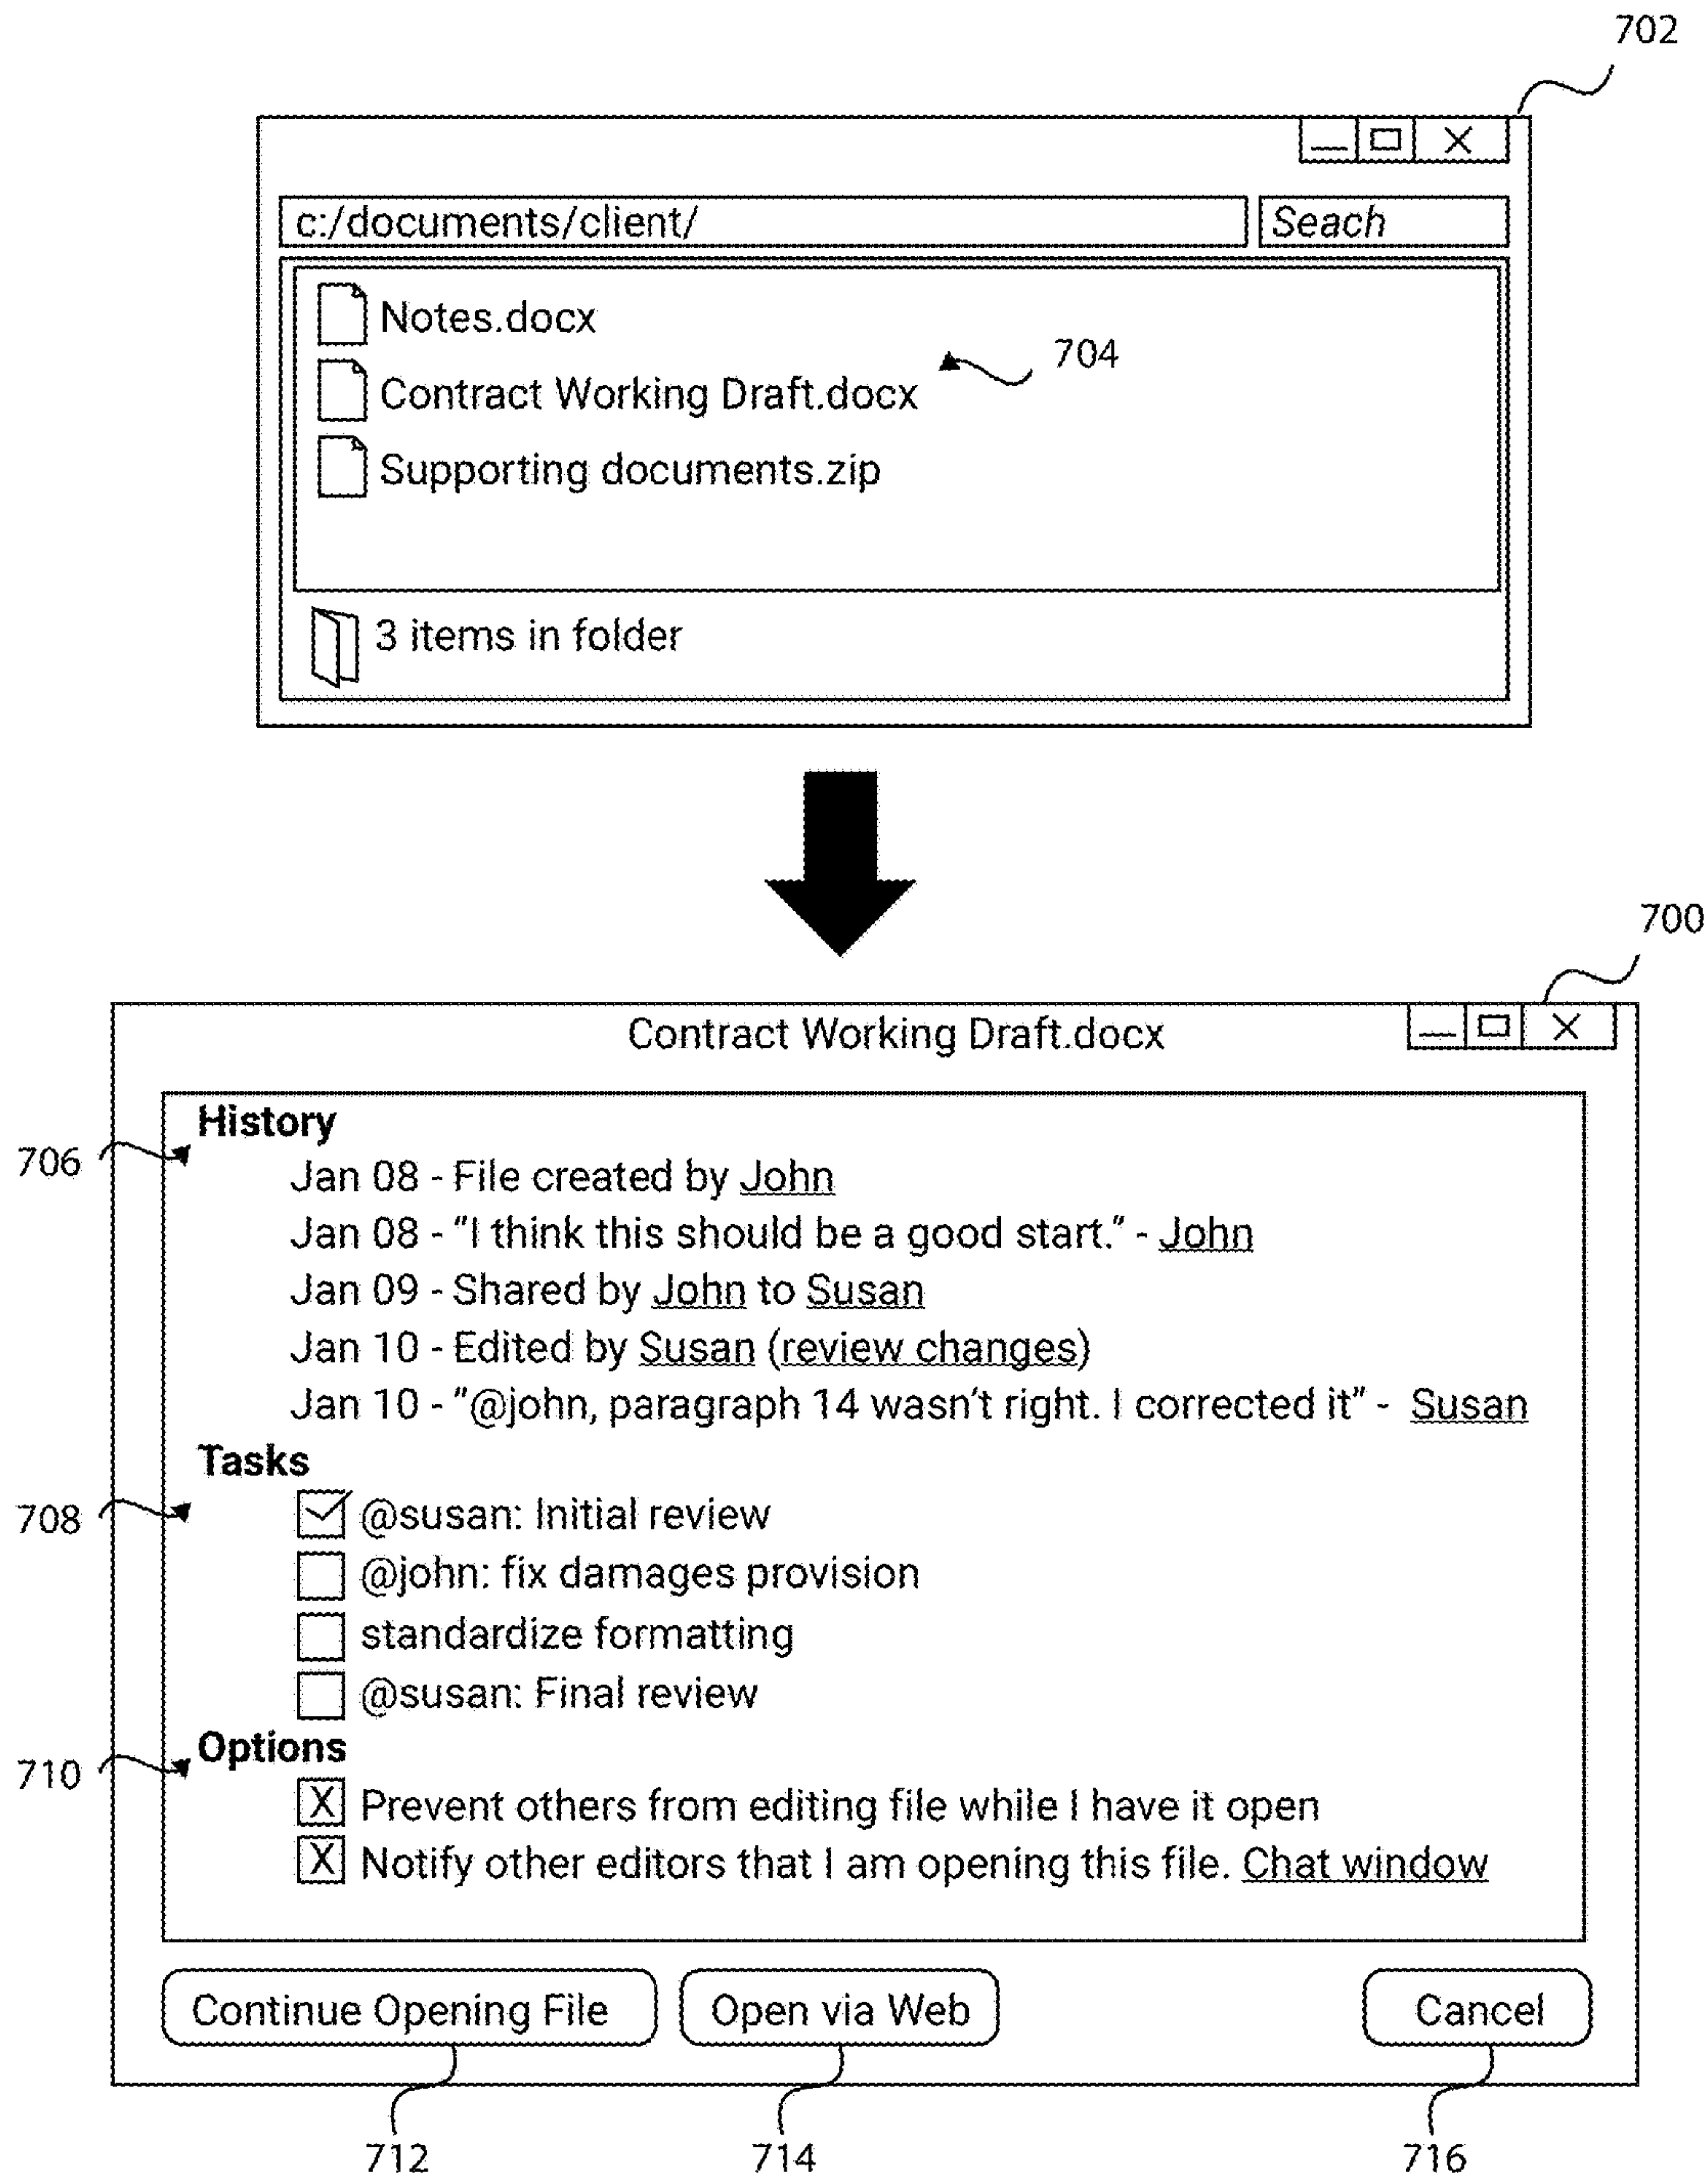 702
c:/documents/client/ Seach
Notes.docx
704
Contract Working Draft.docx
Supporting documents.zip
3 items in folder
700
Contract Working Draft.docx
History
706
Jan 08 - File created by John
Jan 08 - “I think this should be a good start.” - John
Jan 09 - Shared by John to Susan
Jan 10 - Edited by Susan (review changes)
Jan 10 - “@john, paragraph 14 wasn’t right. I corrected it” - Susan
Tasks
708
@susan: Initial review
@john: fix damages provision
standardize formatting
@susan: Final review
Options
710
X Prevent others from editing file while I have it open
X Notify other editors that I am opening this file. Chat window
Continue Opening File Open via Web Cancel
712 714 716